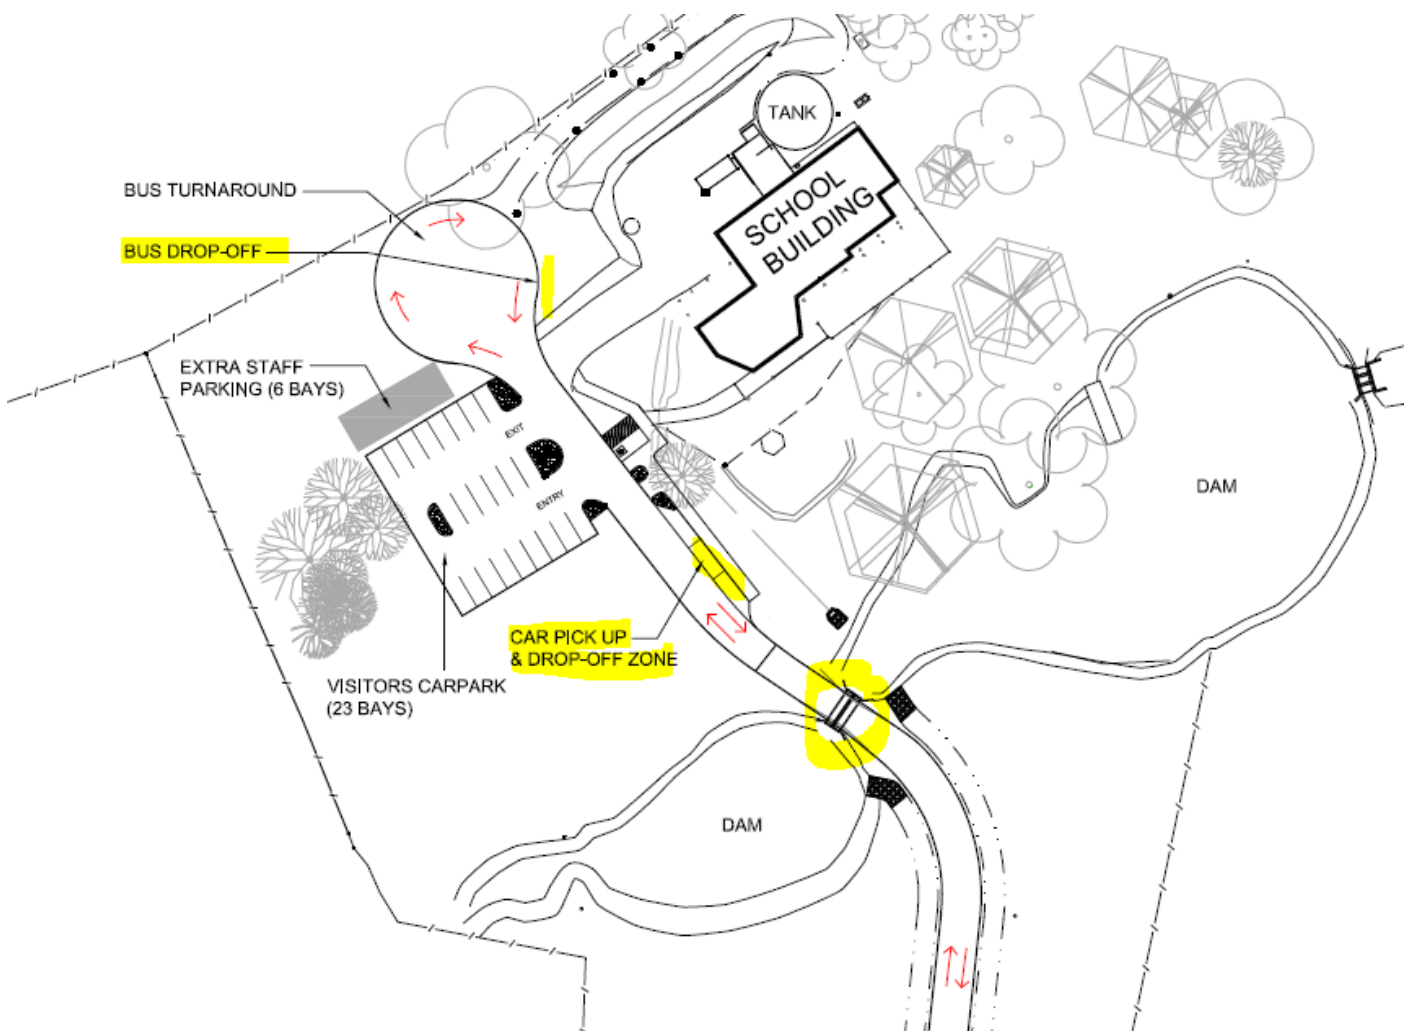 TANK
SCHOOL
BUILDING
BUS TURNAROUND
BUS DROP-OFF
EXTRA STAFF
PARKING (6 BAYS)
EXIT
ENTRY
DAM
CAR PICK UP
& DROP-OFF ZONE
VISITORS CARPARK
(23 BAYS)
DAM